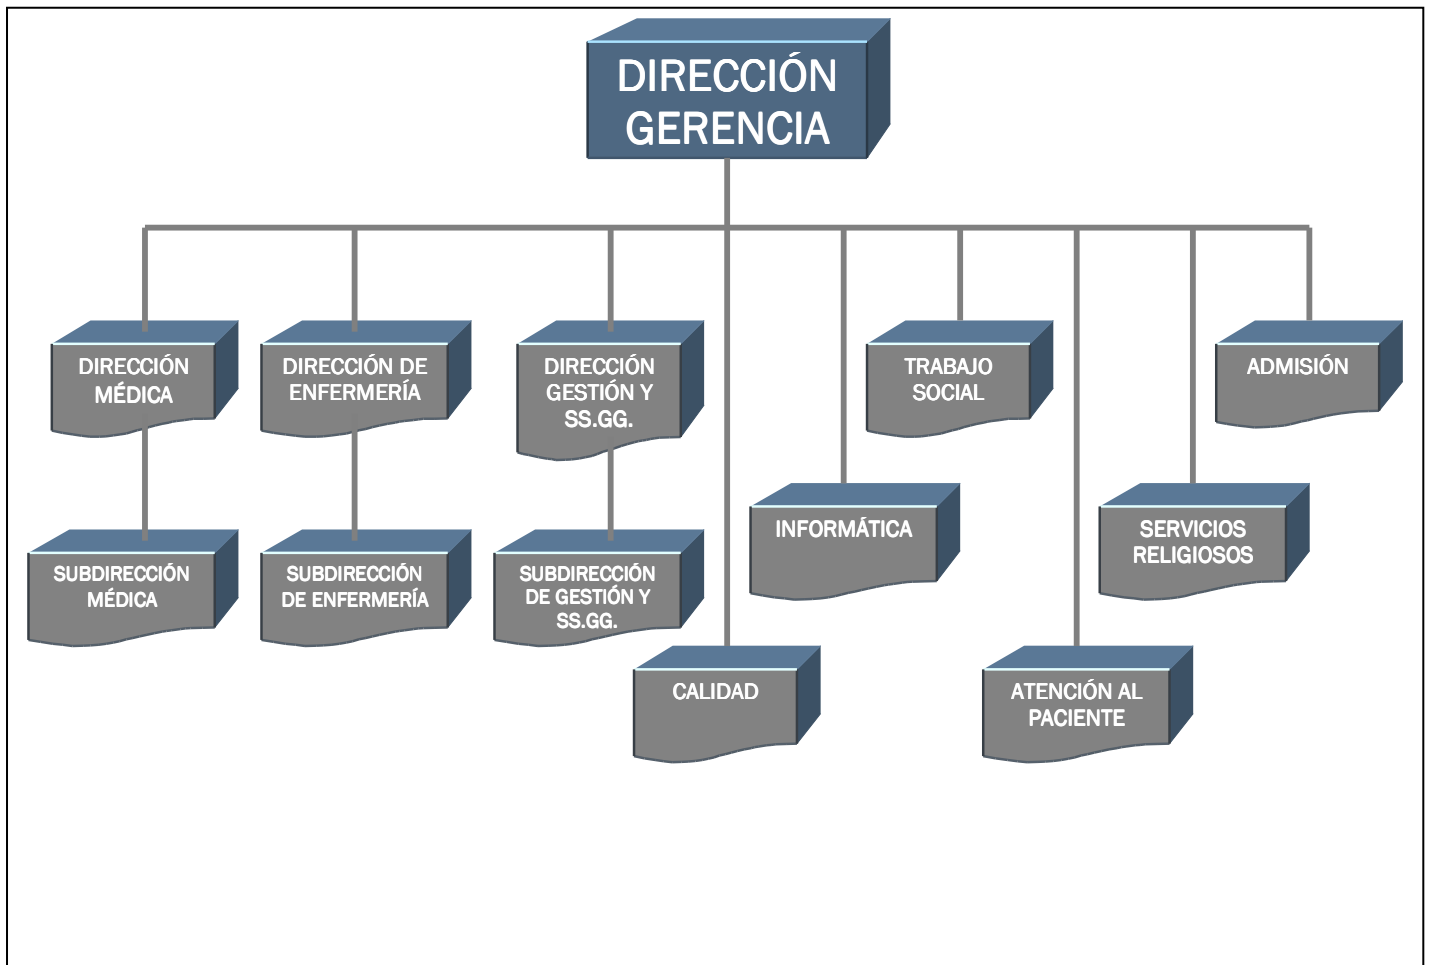 DIRECCIÓN
GERENCIA
DIRECCIÓN
MÉDICA
DIRECCIÓN DE
ENFERMERÍA
DIRECCIÓN
GESTIÓN Y
SS.GG.
TRABAJO
SOCIAL
ADMISIÓN
INFORMÁTICA
SERVICIOS
RELIGIOSOS
SUBDIRECCIÓN
MÉDICA
SUBDIRECCIÓN
DE ENFERMERÍA
SUBDIRECCIÓN
DE GESTIÓN Y
SS.GG.
CALIDAD
ATENCIÓN AL
PACIENTE